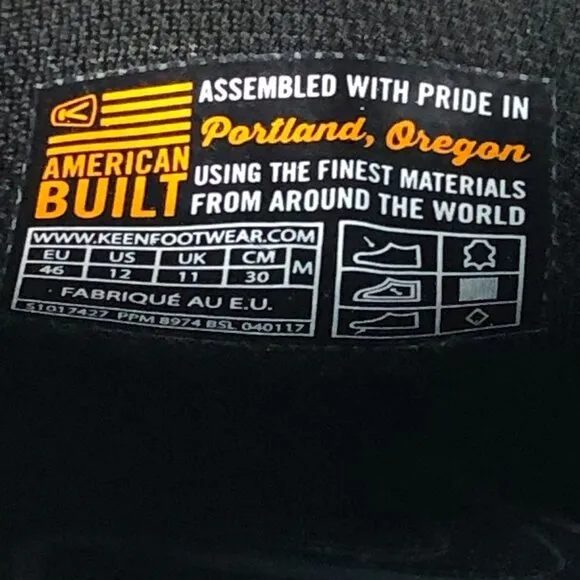 ASSEMBLED WITH PRIDE IN
Portland, Oregon
AMERICAN
BUILT
USING THE FINEST MATERIALS
FROM AROUND THE WORLD
WWW.KEENFOOTWEAR.COM
EU US UK CM
46 12 11 30 M
FABRIQUÉ AU E.U.
S1017427 PPM 8974 BSL 040117